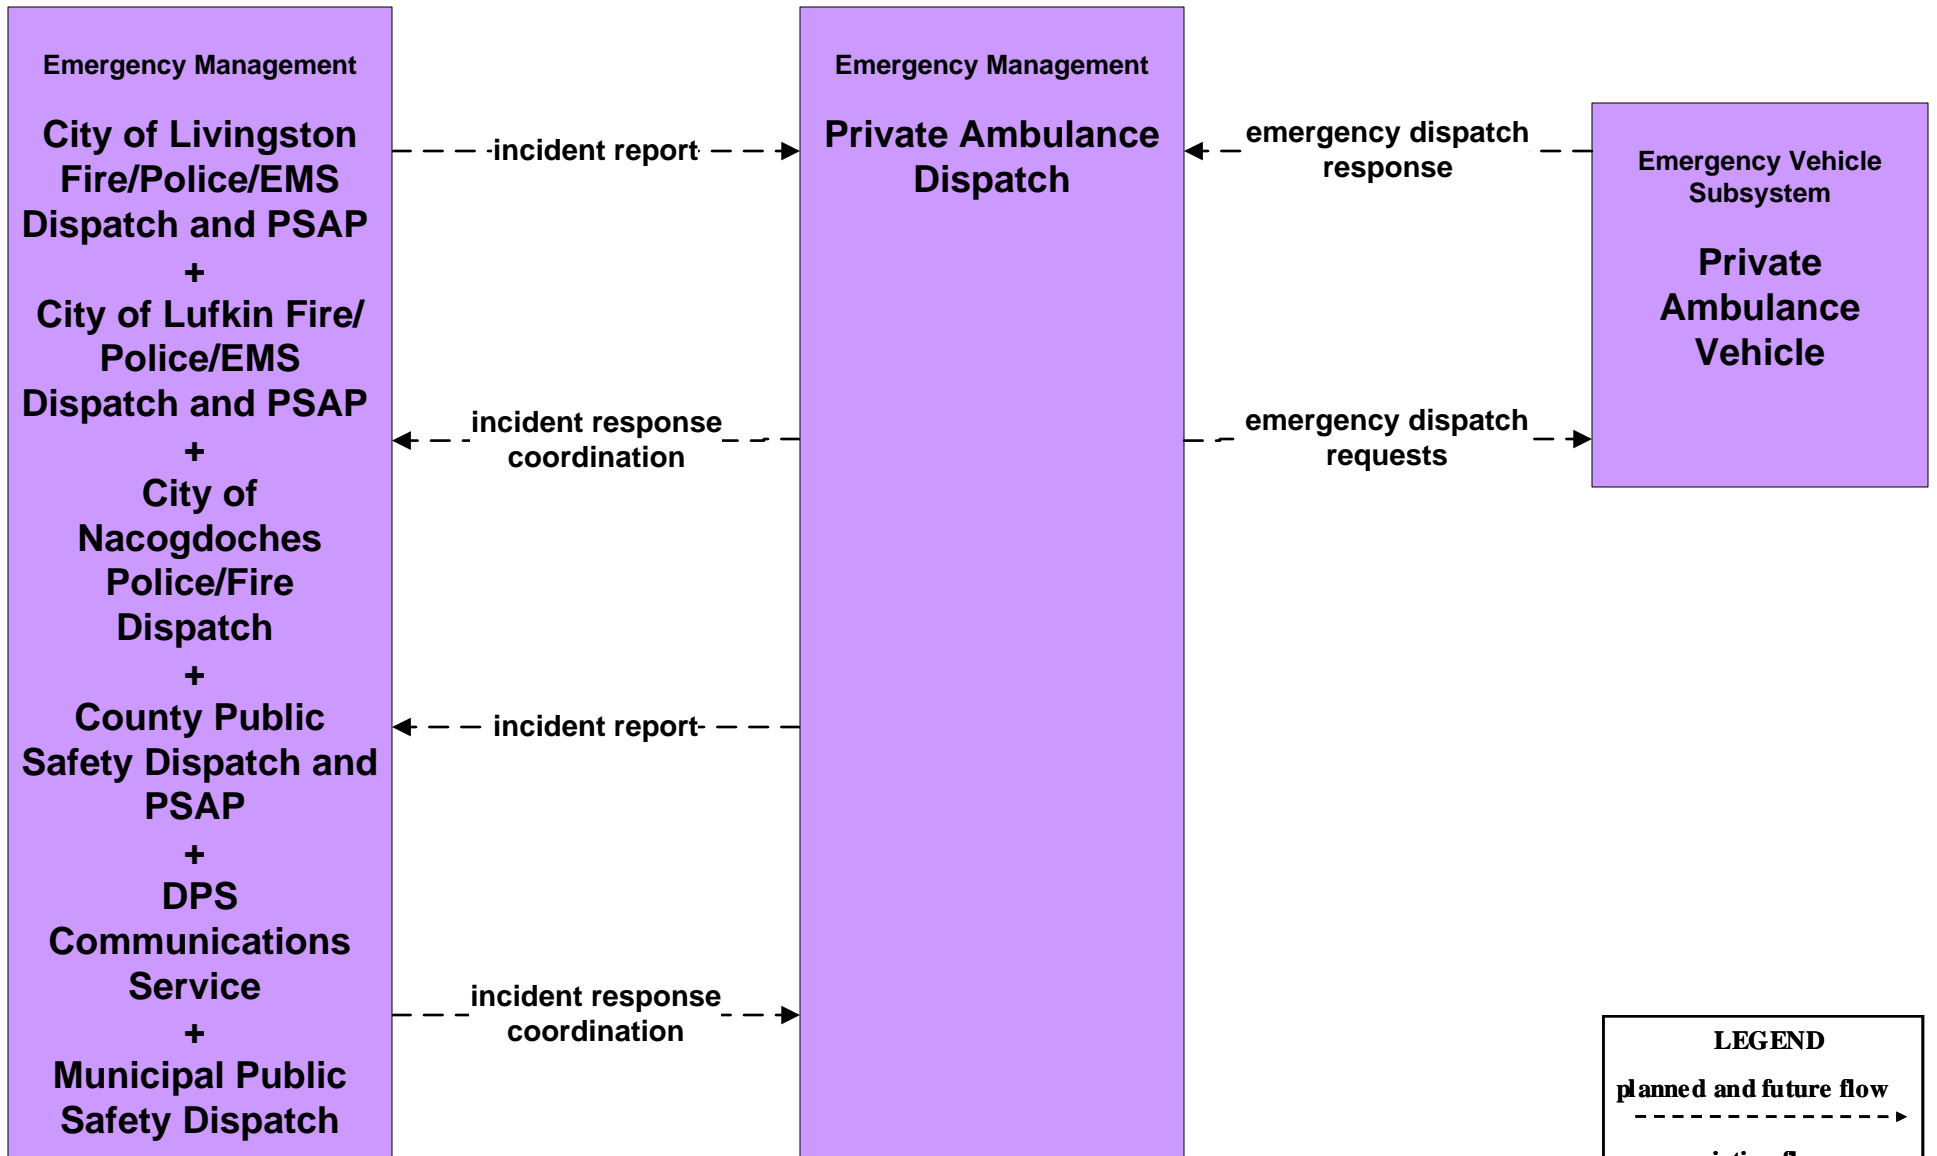 Emergency Management
City of Livingston
Fire/Police/EMS
Dispatch and PSAP
+
City of Lufkin Fire/
Police/EMS
Dispatch and PSAP
+
City of
Nacogdoches
Police/Fire
Dispatch
+
County Public
Safety Dispatch and
PSAP
+
DPS
Communications
Service
+
Municipal Public
Safety Dispatch
incident report
incident response
coordination
incident report
incident response
coordination
Emergency Management
Private Ambulance
Dispatch
emergency dispatch
response
emergency dispatch
requests
Emergency Vehicle
Subsystem
Private
Ambulance
Vehicle
LEGEND
planned and future flow